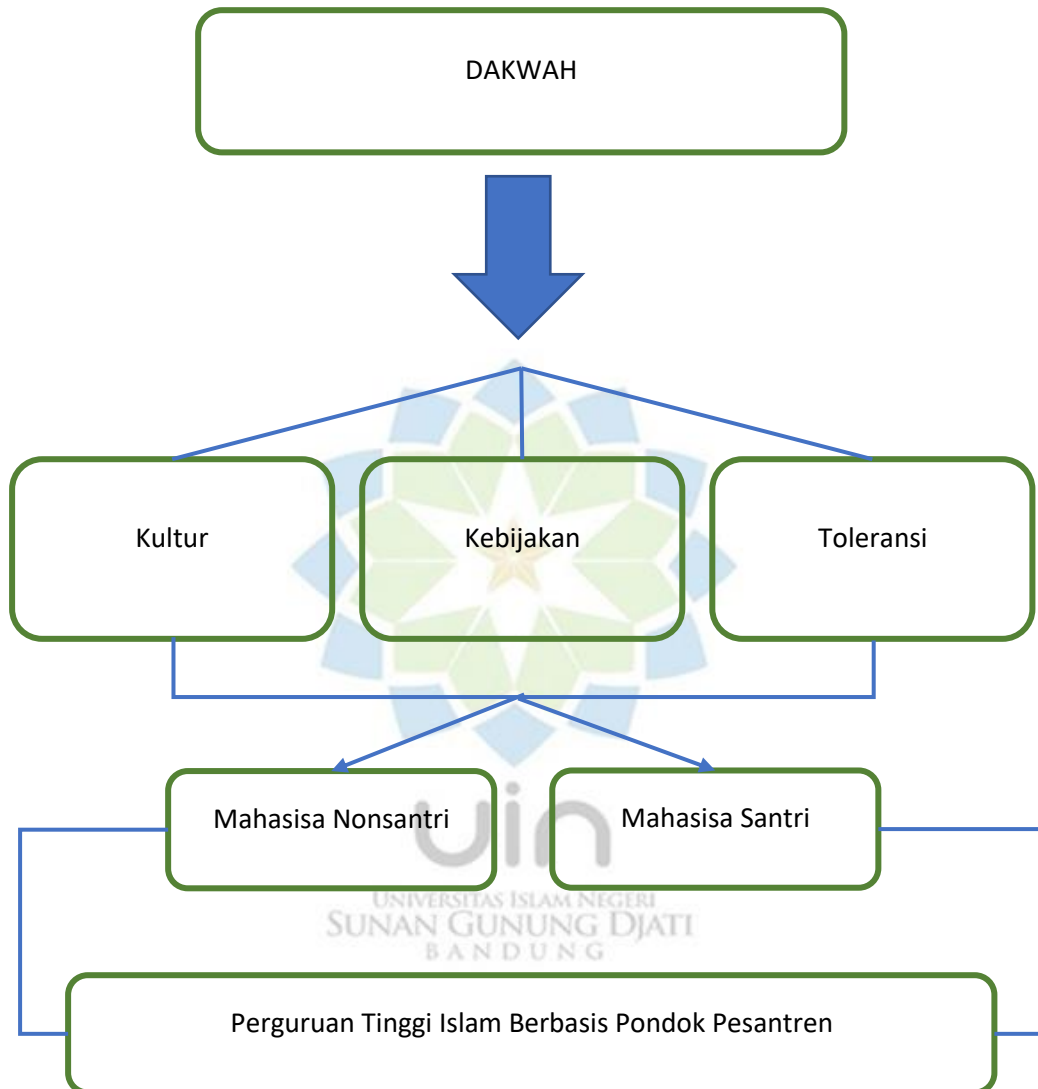 DAKWAH
Kultur
Kebijakan
Toleransi
Mahasisa Nonsantri
Mahasisa Santri
uin
UNIVERSITAS ISLAM NEGERI
SUNAN GUNUNG DJATI
BANDUNG
Perguruan Tinggi Islam Berbasis Pondok Pesantren